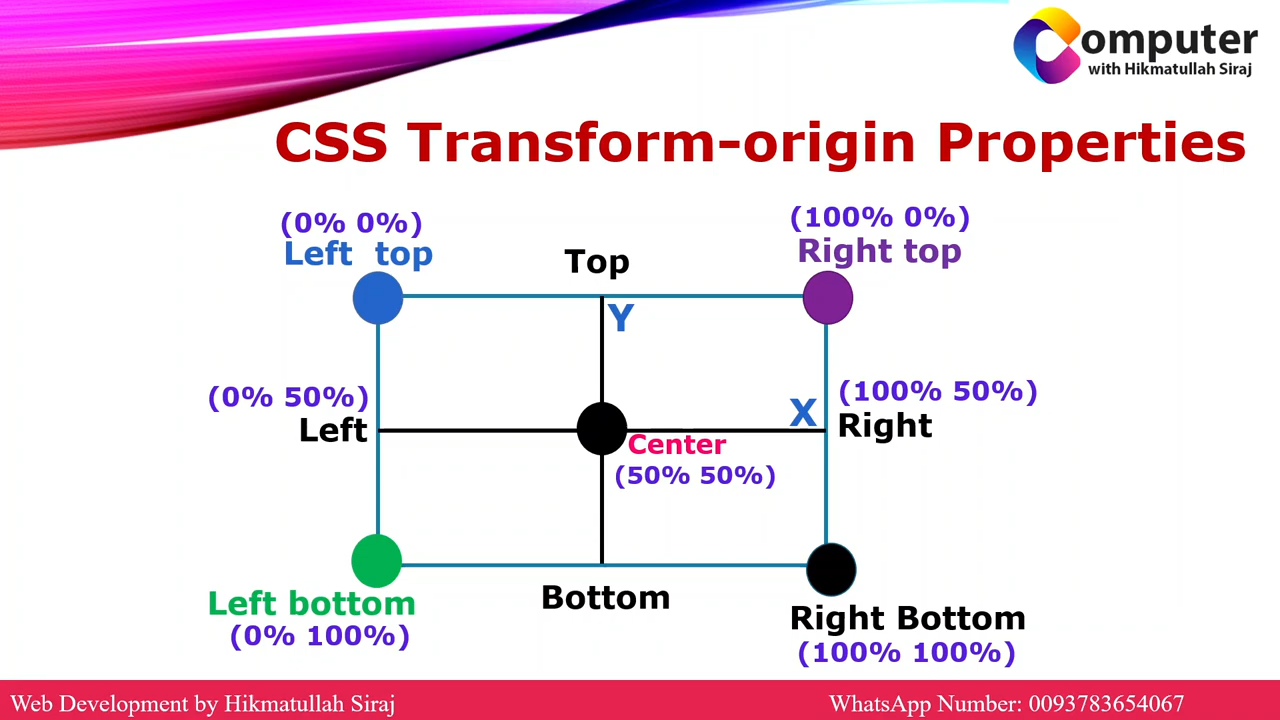 Computer
with Hikmatullah Siraj
CSS Transform-origin Properties
(0% 0%)
Left top
Top
(100% 0%)
Right top
Y
(0% 50%)
Left
X
(100% 50%)
Right
Center
(50% 50%)
Left bottom
(0% 100%)
Bottom
Right Bottom
(100% 100%)
Web Development by Hikmatullah Siraj
WhatsApp Number: 0093783654067